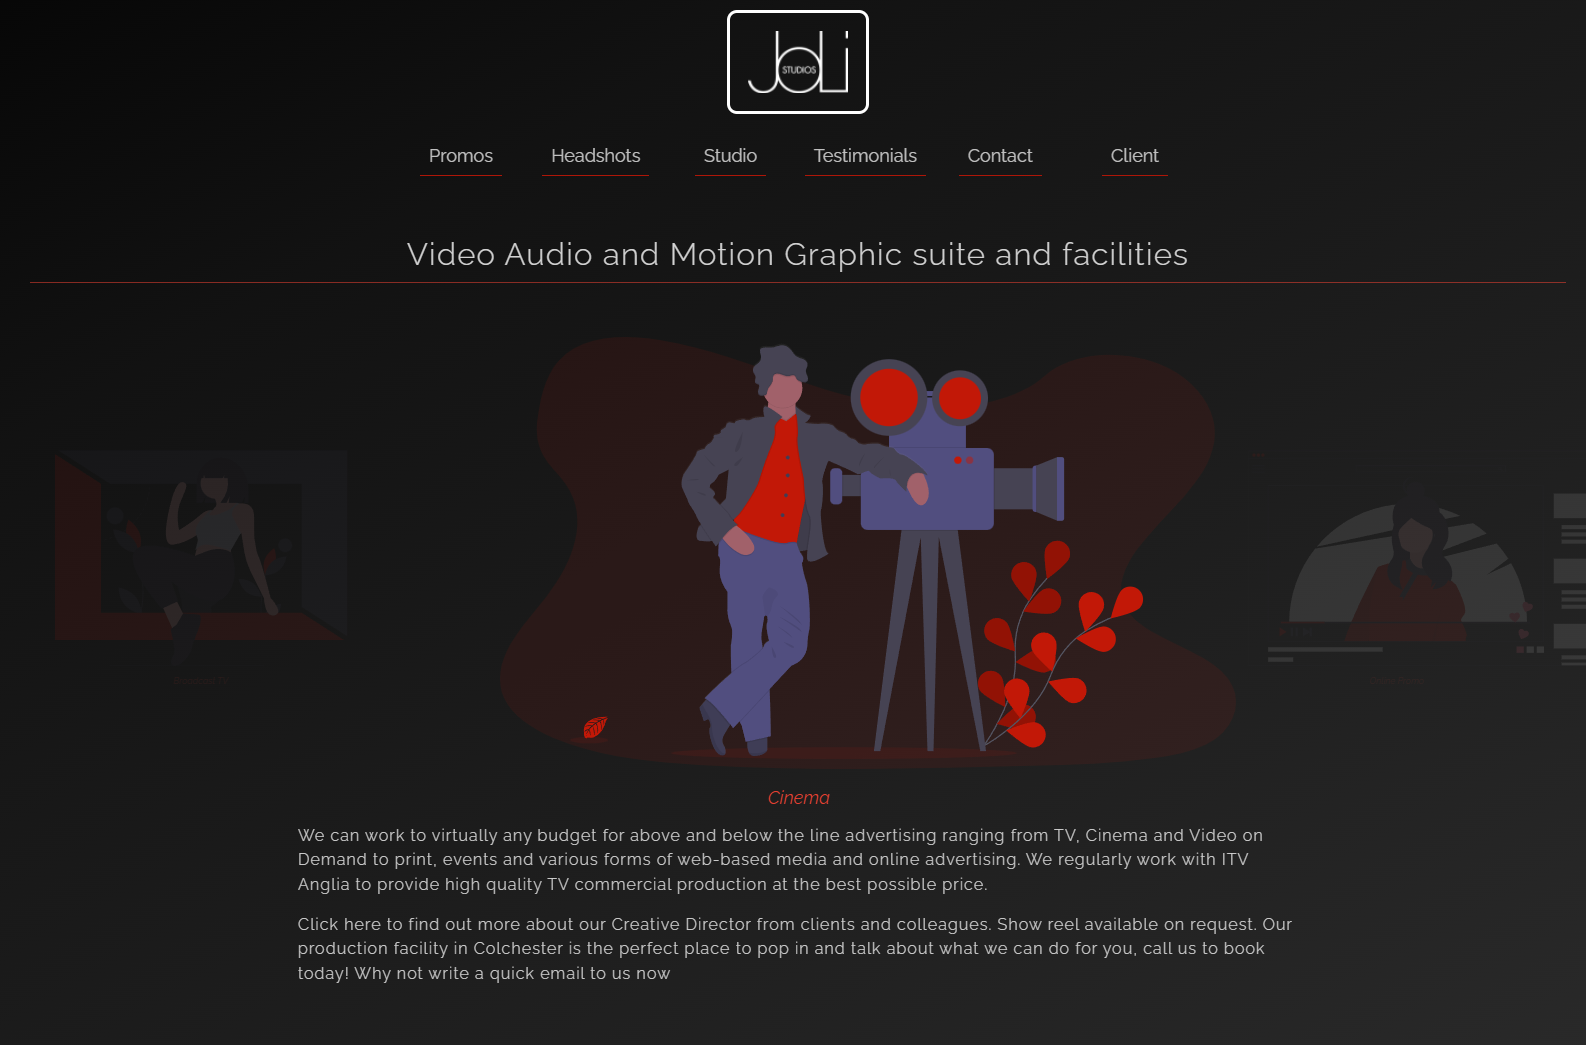 JOLi
STUDIOS
Promos Headshots Studio Testimonials Contact Client
Video Audio and Motion Graphic suite and facilities
Cinema
We can work to virtually any budget for above and below the line advertising ranging from TV, Cinema and Video on
Demand to print, events and various forms of web-based media and online advertising. We regularly work with ITV
Anglia to provide high quality TV commercial production at the best possible price.
Click here to find out more about our Creative Director from clients and colleagues. Show reel available on request. Our
production facility in Colchester is the perfect place to pop in and talk about what we can do for you, call us to book
today! Why not write a quick email to us now